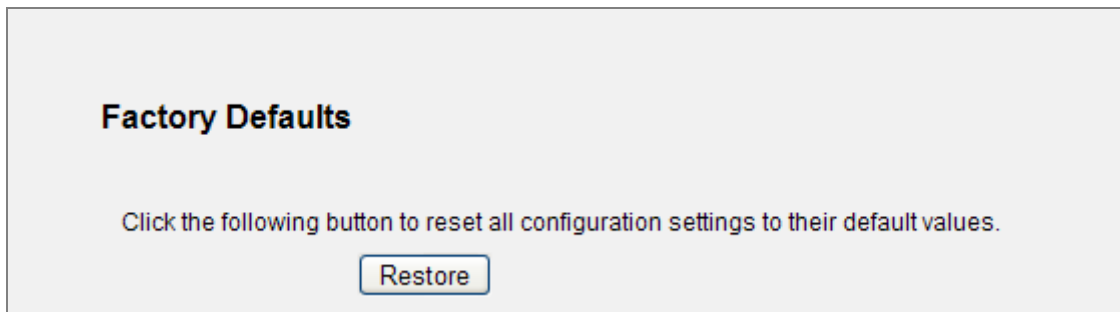 Factory Defaults
Click the following button to reset all configuration settings to their default values.
Restore